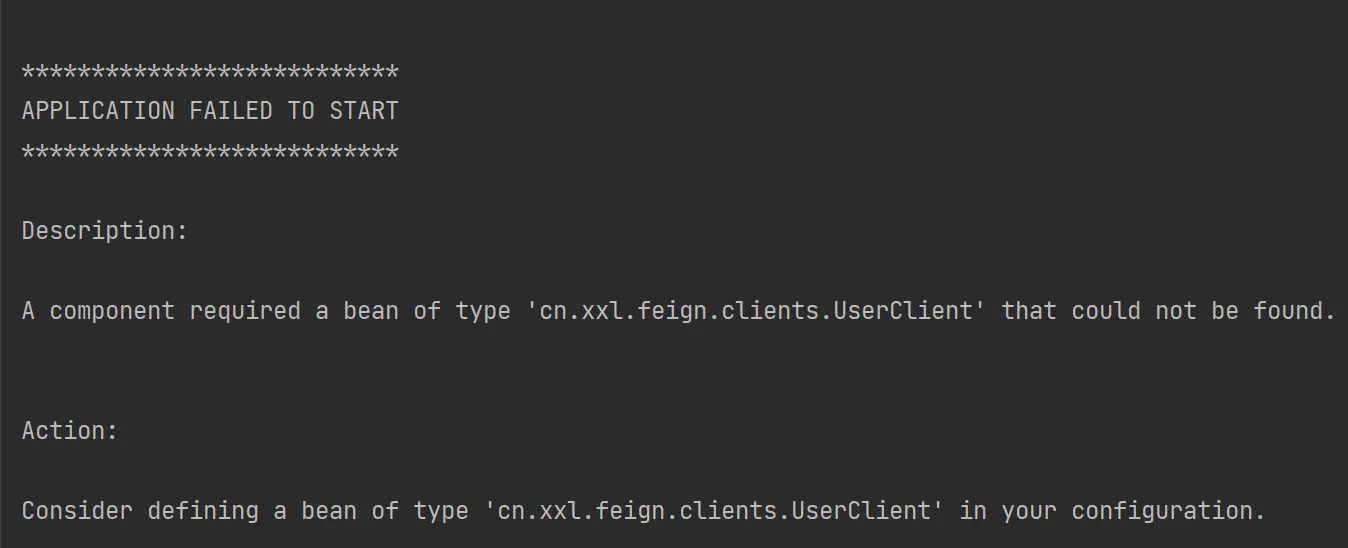 ***************************
APPLICATION FAILED TO START
***************************
Description:
A component required a bean of type 'cn.xxl.feign.clients.UserClient' that could not be found.
Action:
Consider defining a bean of type 'cn.xxl.feign.clients.UserClient' in your configuration.